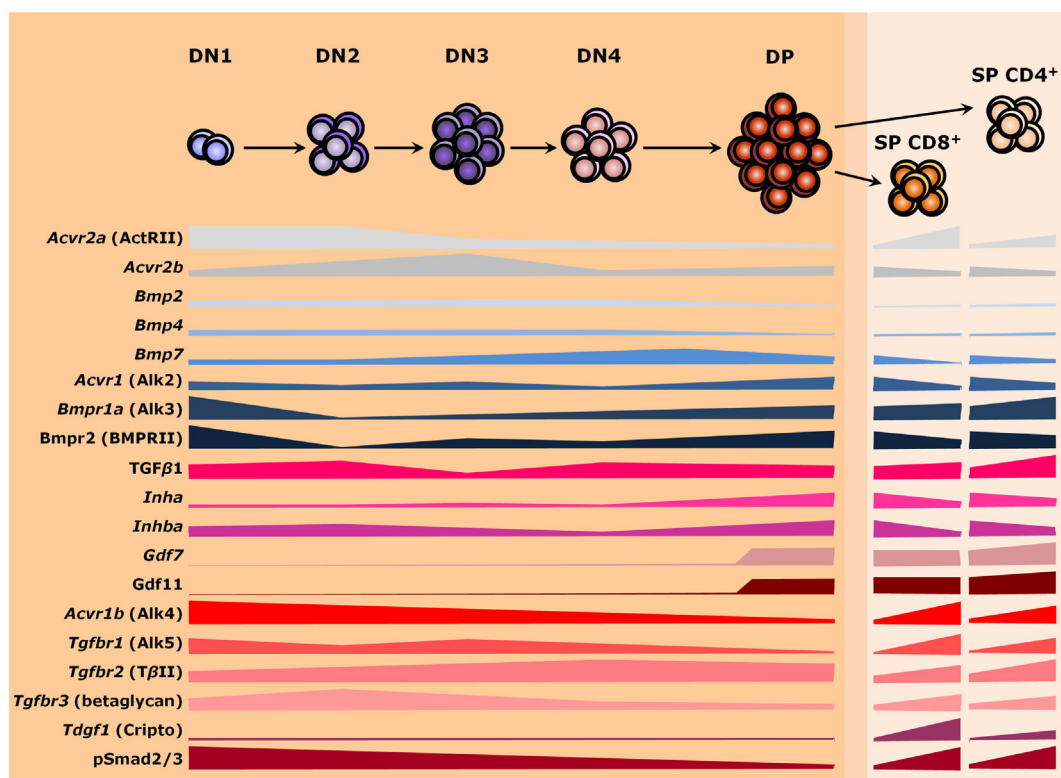 DN1 DN2 DN3 DN4 DP
SP CD4⁺
SP CD8⁺
Acvr2a (ActRII)
Acvr2b
Bmp2
Bmp4
Bmp7
Acvr1 (Alk2)
Bmpr1a (Alk3)
Bmpr2 (BMPRII)
TGFβ1
Inha
Inhba
Gdf7
Gdf11
Acvr1b (Alk4)
Tgfbr1 (Alk5)
Tgfbr2 (TβII)
Tgfbr3 (betaglycan)
Tdgf1 (Cripto)
pSmad2/3